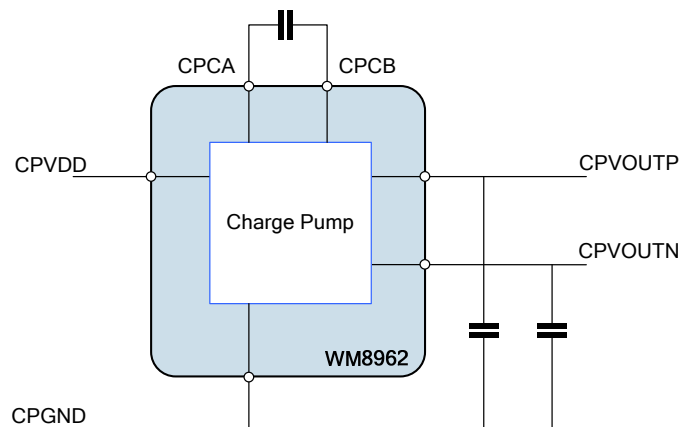 CPCA
CPCB
CPVDD
CPVOUTP
Charge Pump
CPVOUTN
WM8962
CPGND